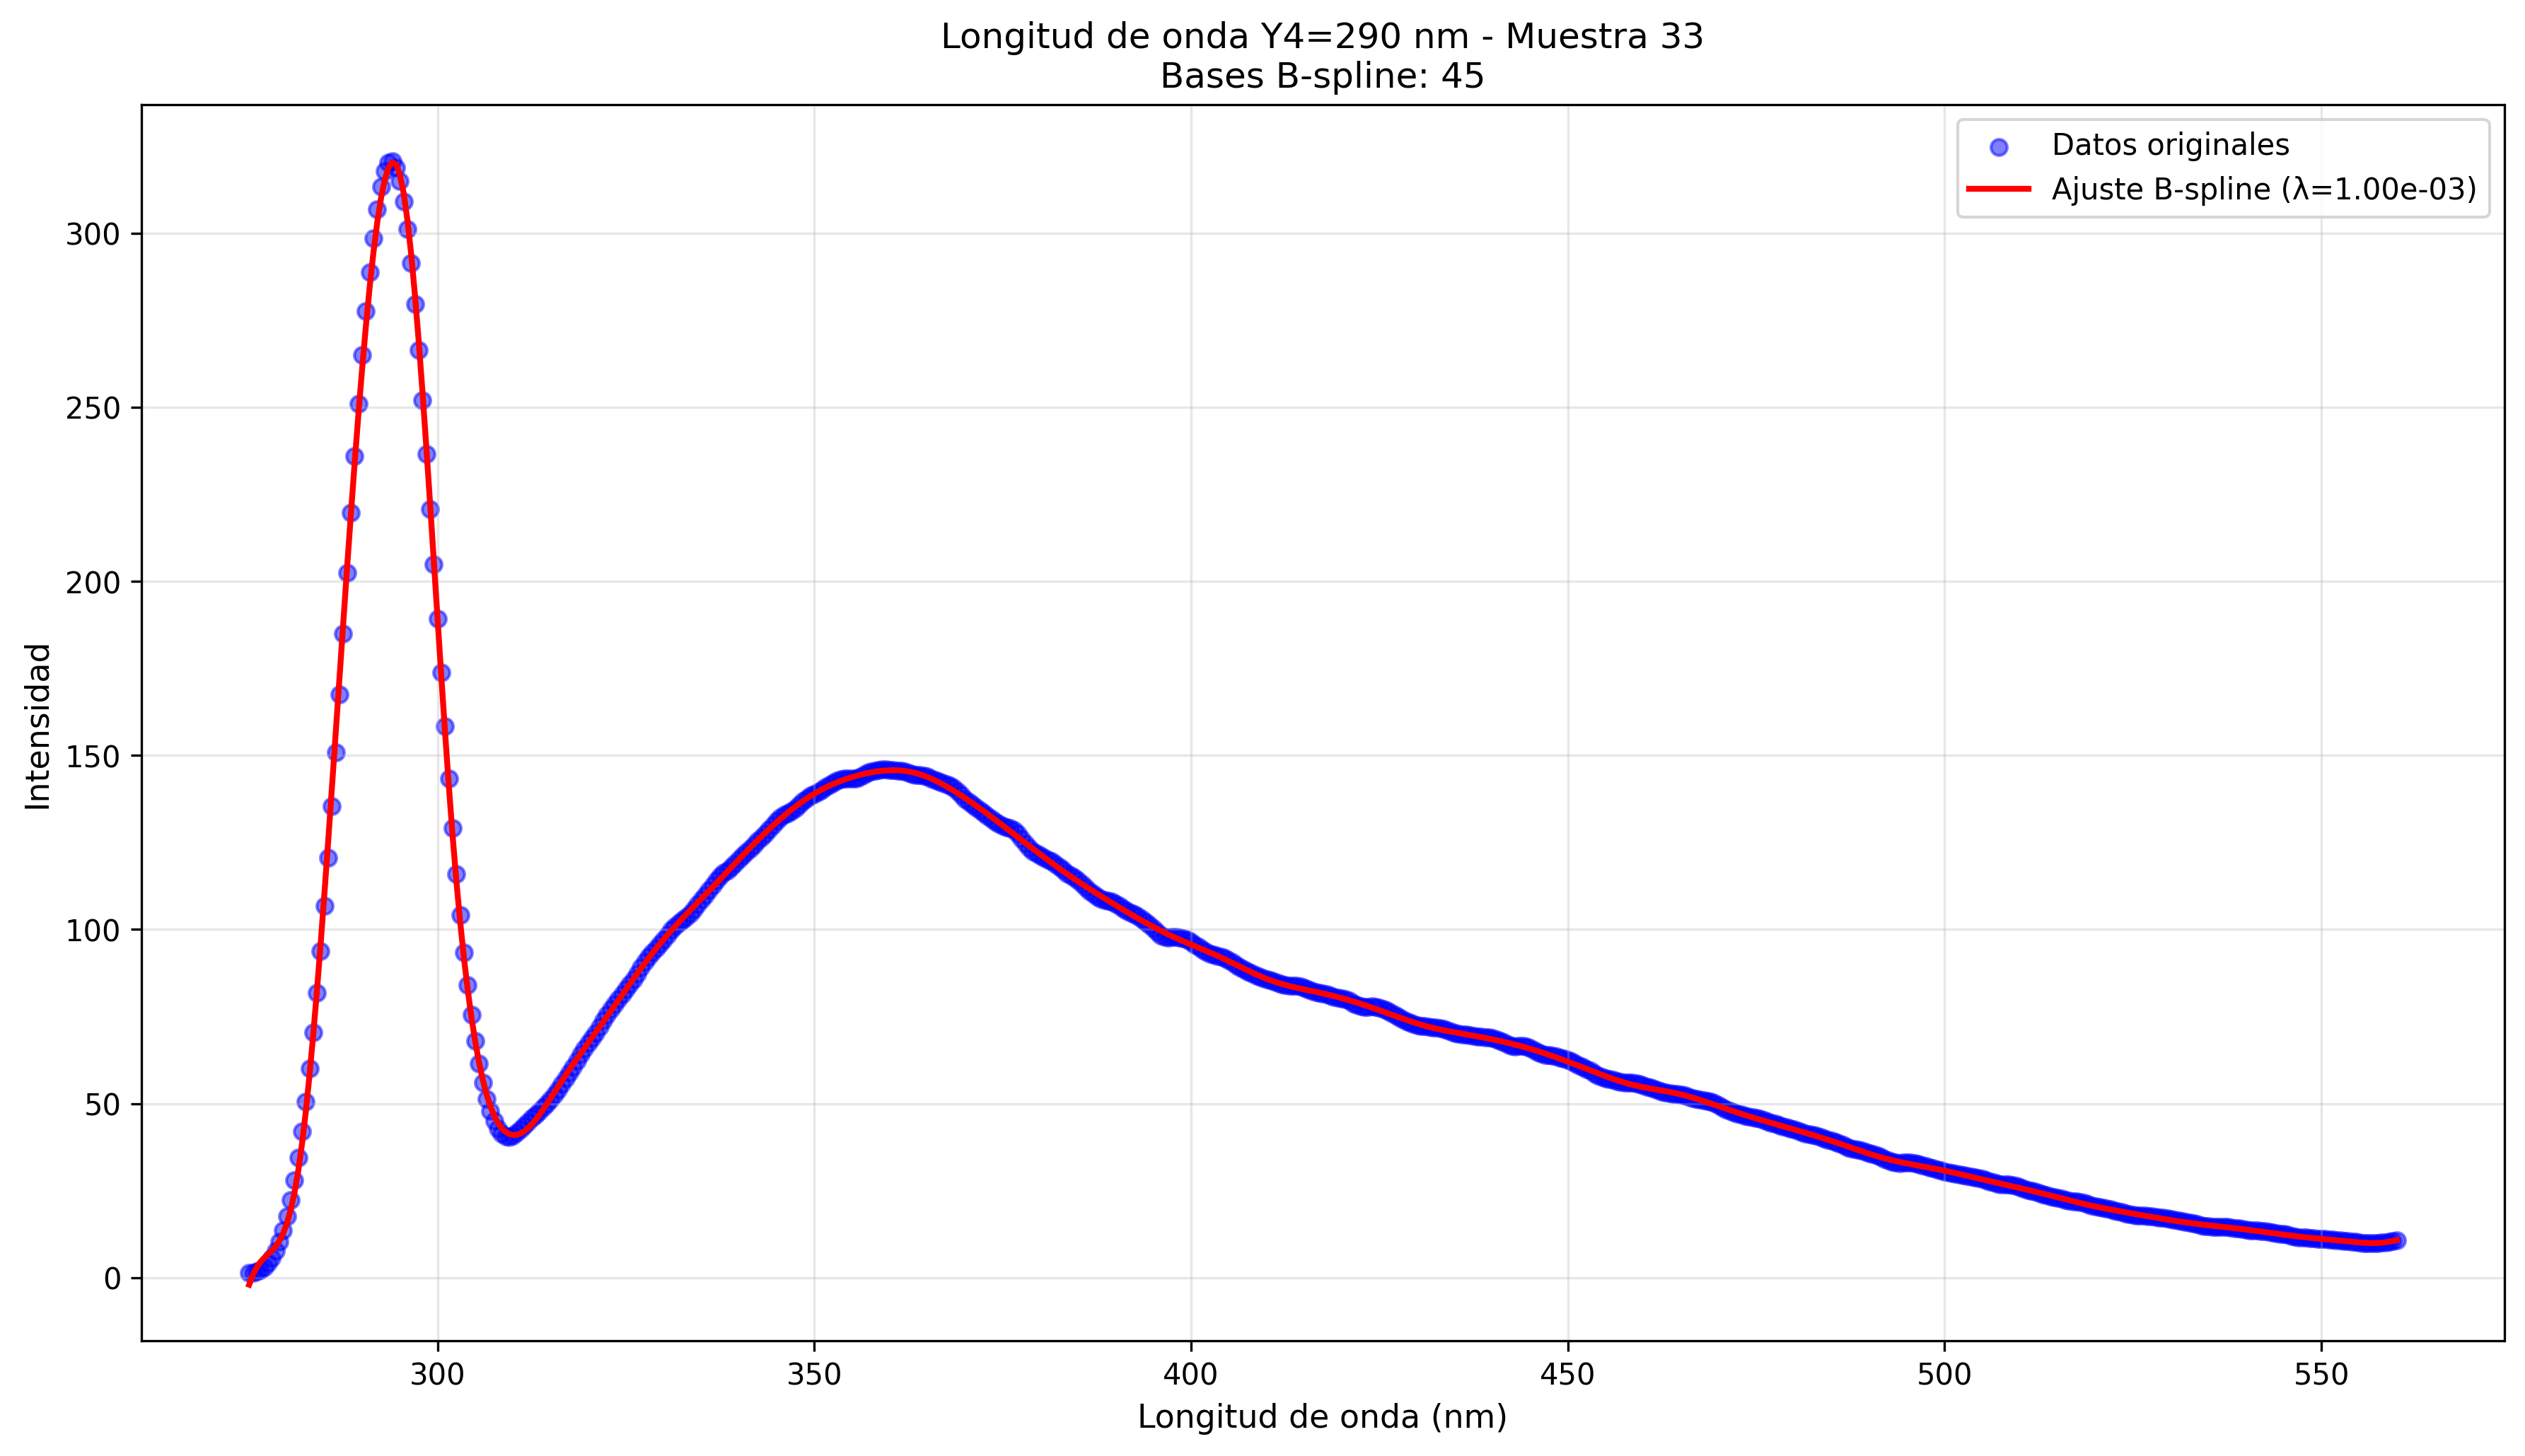 Longitud de onda Y4=290 nm - Muestra 33
Bases B-spline: 45
Datos originales
Ajuste B-spline (λ=1.00e-03)
Intensidad
300
250
200
150
100
50
0
300 350 400 450 500 550
Longitud de onda (nm)